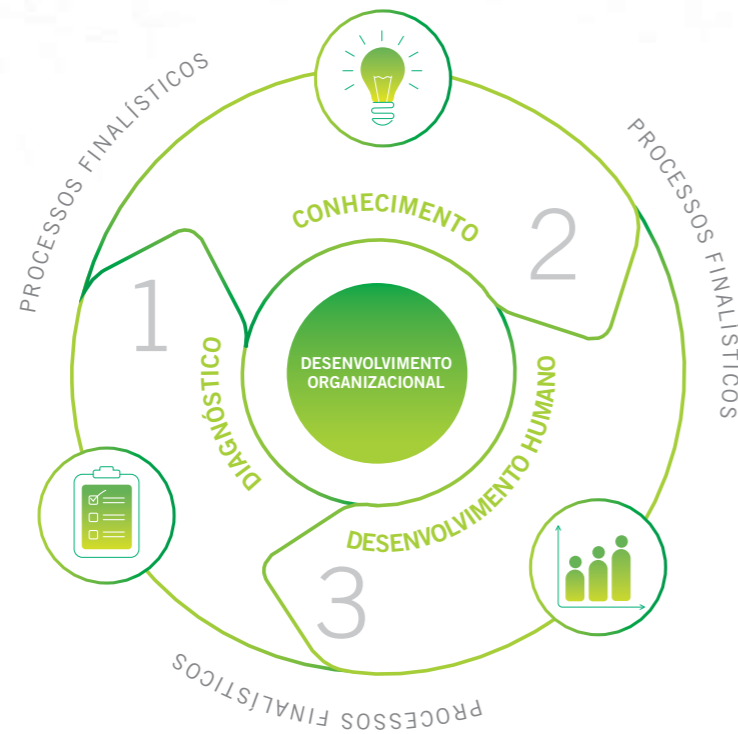 PROCESSOS FINALÍSTICOS
PROCESSOS FINALÍSTICOS
CONHECIMENTO
1
2
DIAGNÓSTICO
DESENVOLVIMENTO
ORGANIZACIONAL
DESENVOLVIMENTO HUMANO
3
PROCESSOS FINALÍSTICOS